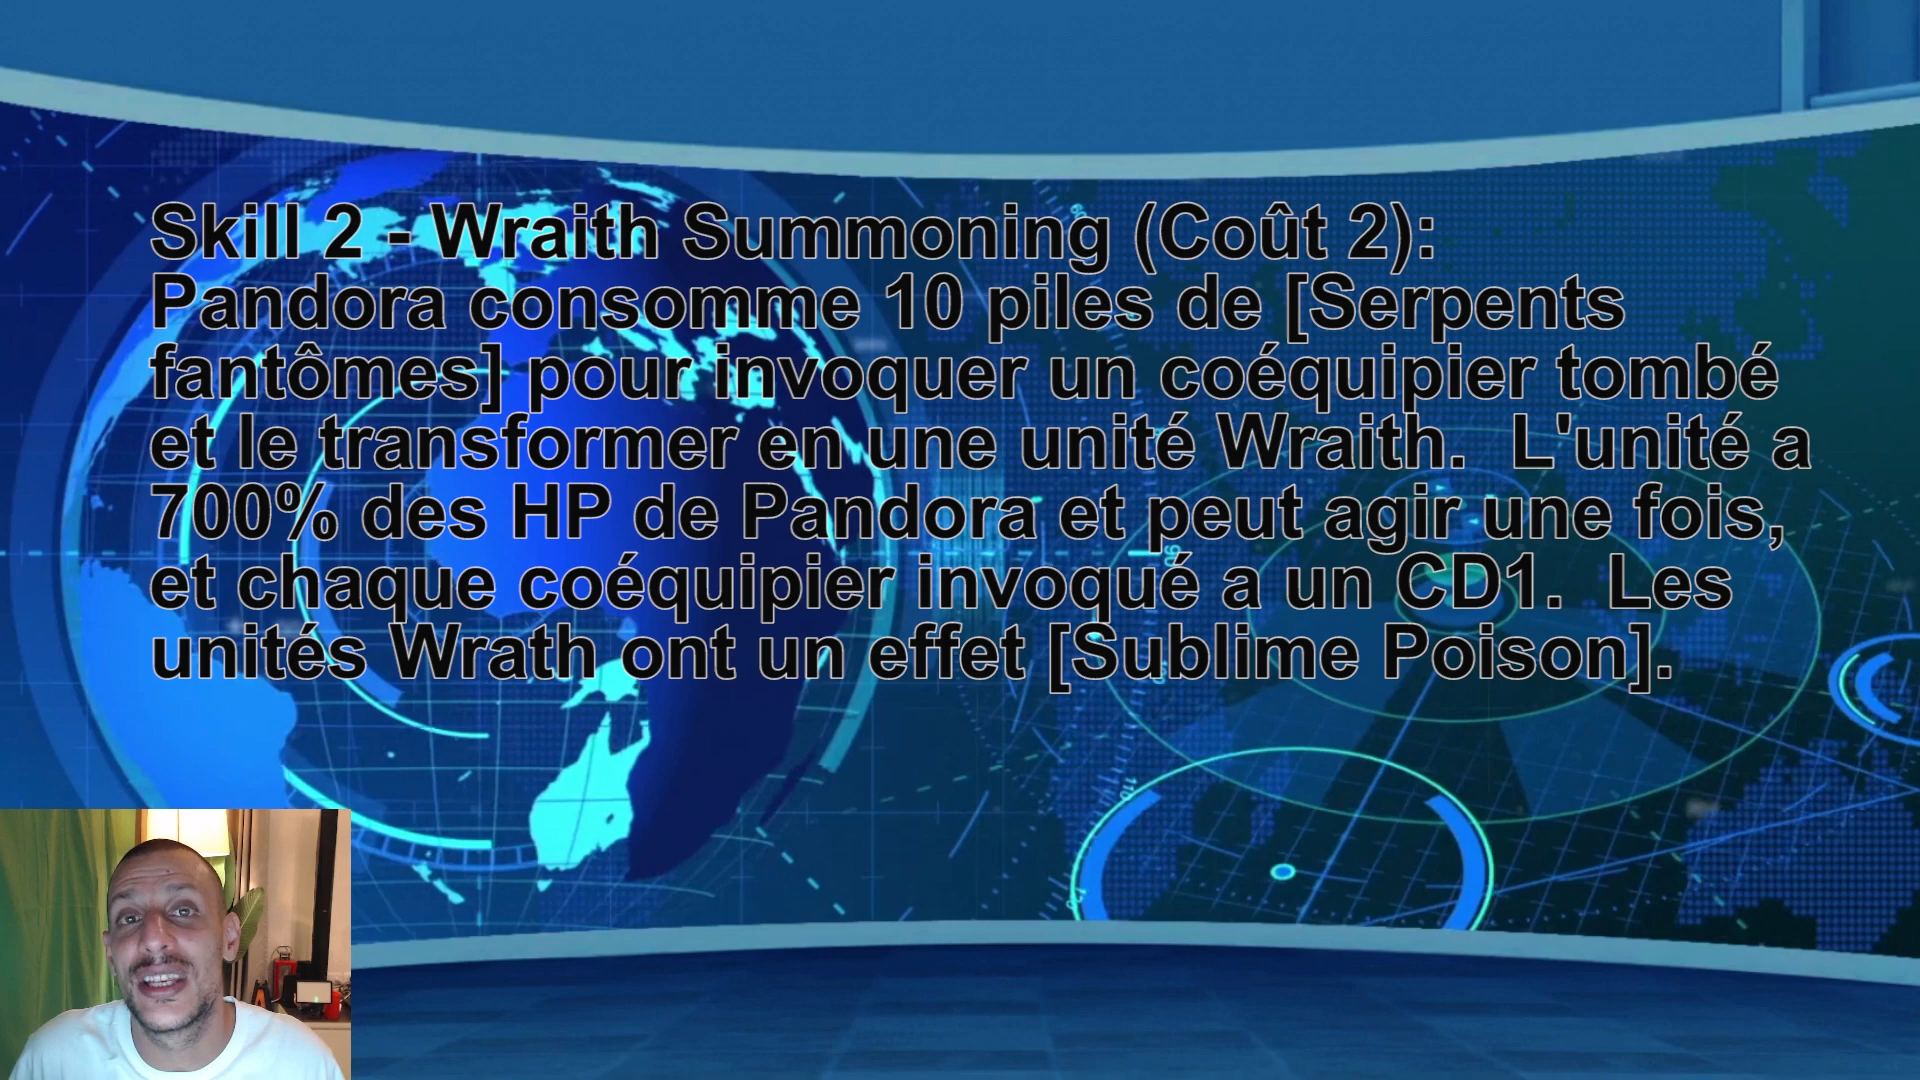 Skill 2 - Wraith Summoning (Coût 2):
Pandora consomme 10 piles de [Serpents
fantômes] pour invoquer un coéquipier tombé
et le transformer en une unité Wraith.  L'unité a
700% des HP de Pandora et peut agir une fois,
et chaque coéquipier invoqué a un CD1.  Les
unités Wrath ont un effet [Sublime Poison].